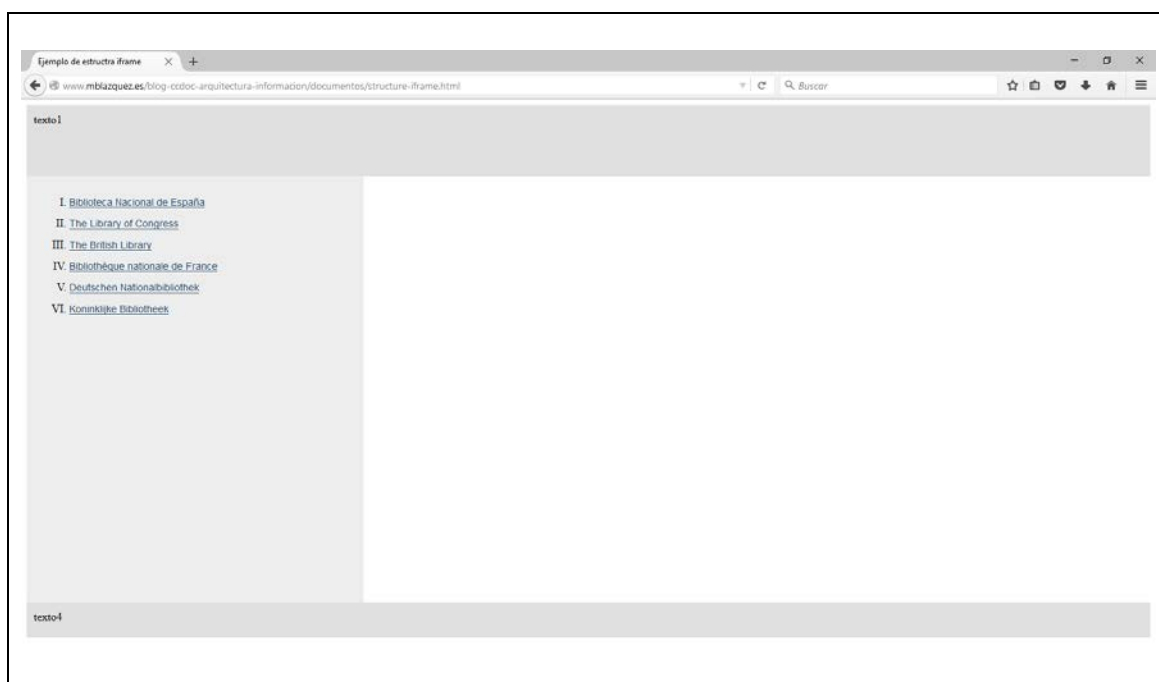 Ejemplo de estructra iframe
www.mblazquez.es/blog-ccdoc-arquitectura-informacion/documentos/structure-iframe.html
Buscar
texto1
I. Biblioteca Nacional de España
II. The Library of Congress
III. The British Library
IV. Bibliothèque nationale de France
V. Deutschen Nationalbibliothek
VI. Koninklijke Bibliotheek
texto4